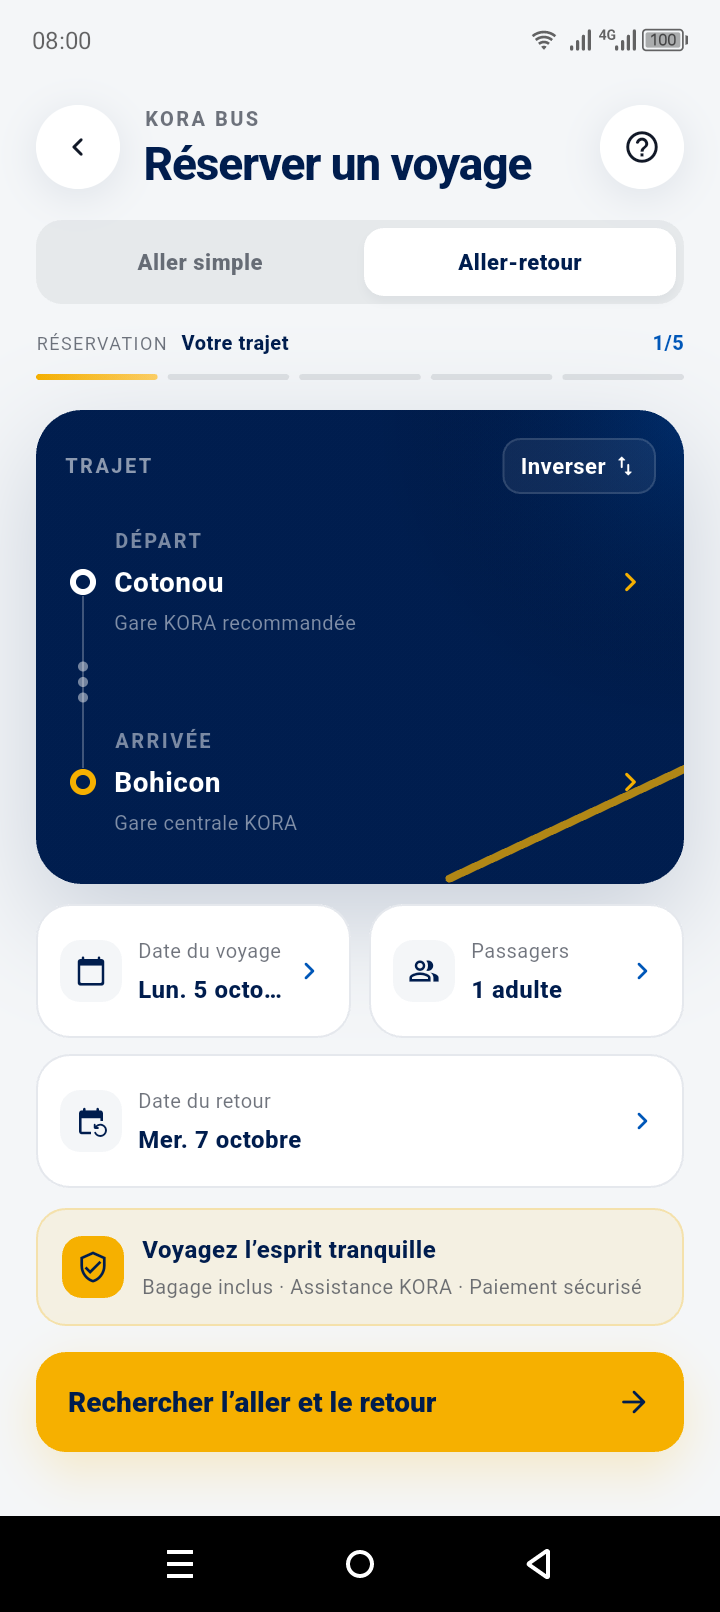 08:00
4G
100
KORA BUS
Réserver un voyage
Aller simple
Aller-retour
RÉSERVATION Votre trajet
1/5
TRAJET
Inverser
DÉPART
Cotonou
Gare KORA recommandée
ARRIVÉE
Bohicon
Gare centrale KORA
Date du voyage
Lun. 5 octo…
Passagers
1 adulte
Date du retour
Mer. 7 octobre
Voyagez l’esprit tranquille
Bagage inclus · Assistance KORA · Paiement sécurisé
Rechercher l’aller et le retour